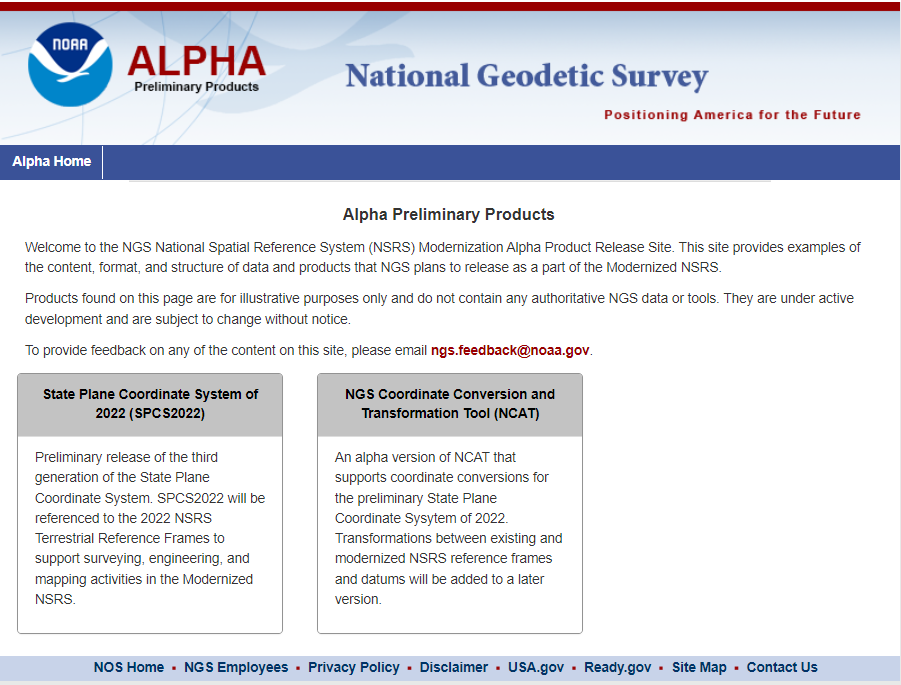 NOAA
ALPHA
Preliminary Products
National Geodetic Survey
Positioning America for the Future
Alpha Home
Alpha Preliminary Products
Welcome to the NGS National Spatial Reference System (NSRS) Modernization Alpha Product Release Site. This site provides examples of
the content, format, and structure of data and products that NGS plans to release as a part of the Modernized NSRS.
Products found on this page are for illustrative purposes only and do not contain any authoritative NGS data or tools. They are under active
development and are subject to change without notice.
To provide feedback on any of the content on this site, please email ngs.feedback@noaa.gov.
State Plane Coordinate System of
2022 (SPCS2022)
Preliminary release of the third
generation of the State Plane
Coordinate System. SPCS2022 will be
referenced to the 2022 NSRS
Terrestrial Reference Frames to
support surveying, engineering, and
mapping activities in the Modernized
NSRS.
NGS Coordinate Conversion and
Transformation Tool (NCAT)
An alpha version of NCAT that
supports coordinate conversions for
the preliminary State Plane
Coordinate Sysytem of 2022.
Transformations between existing and
modernized NSRS reference frames
and datums will be added to a later
version.
NOS Home ▪ NGS Employees ▪ Privacy Policy ▪ Disclaimer ▪ USA.gov ▪ Ready.gov ▪ Site Map ▪ Contact Us